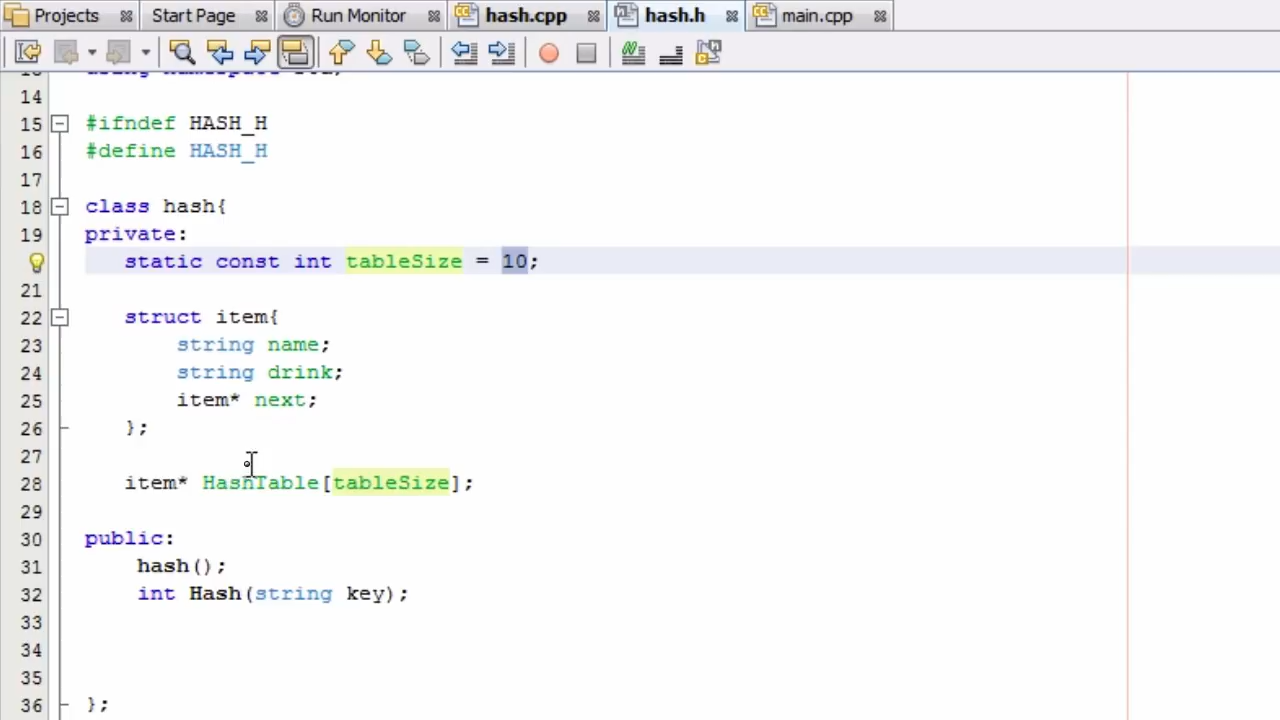 Projects Start Page Run Monitor hash.cpp hash.h main.cpp
14
15 #ifndef HASH_H
16 #define HASH_H
17
18 class hash{
19 private:
static const int tableSize = 10;
21
22 struct item{
23 string name;
24 string drink;
25 item* next;
26 };
27
28 item* HashTable[tableSize];
29
30 public:
31 hash();
32 int Hash(string key);
33
34
35
36 };